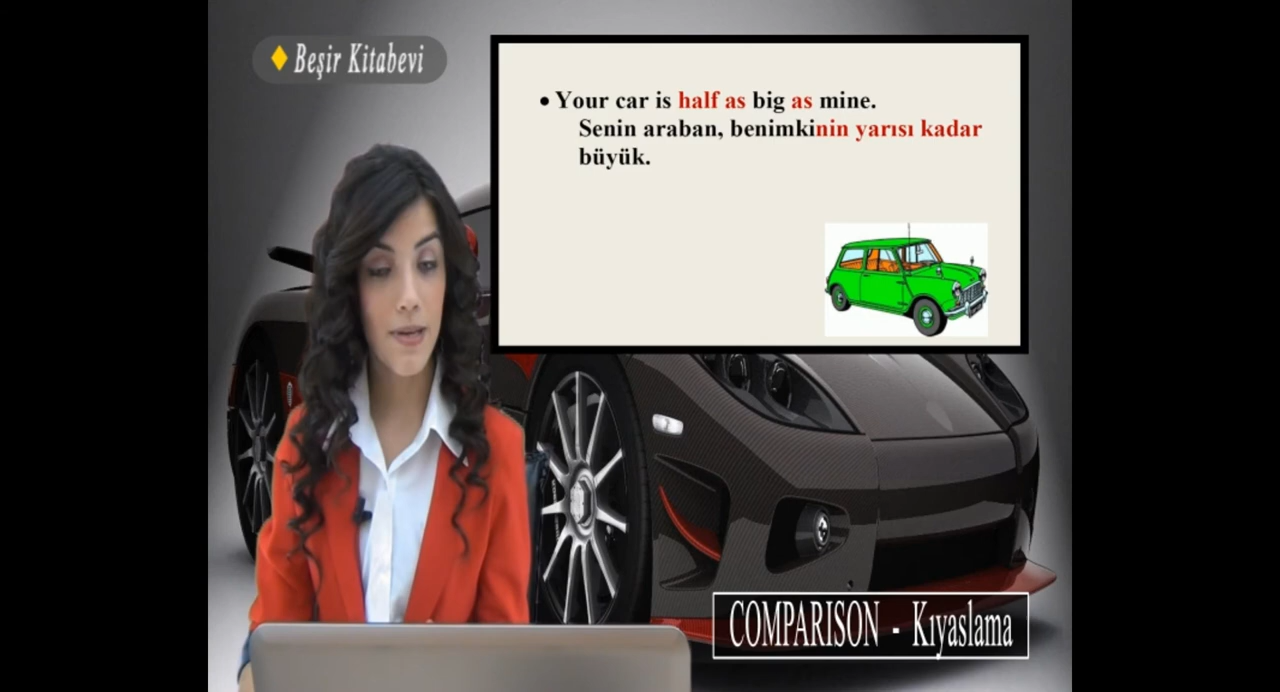 Beşir Kitabevi
• Your car is half as big as mine.
Senin araban, benimkinin yarısı kadar
büyük.
COMPARISON - Kıyaslama